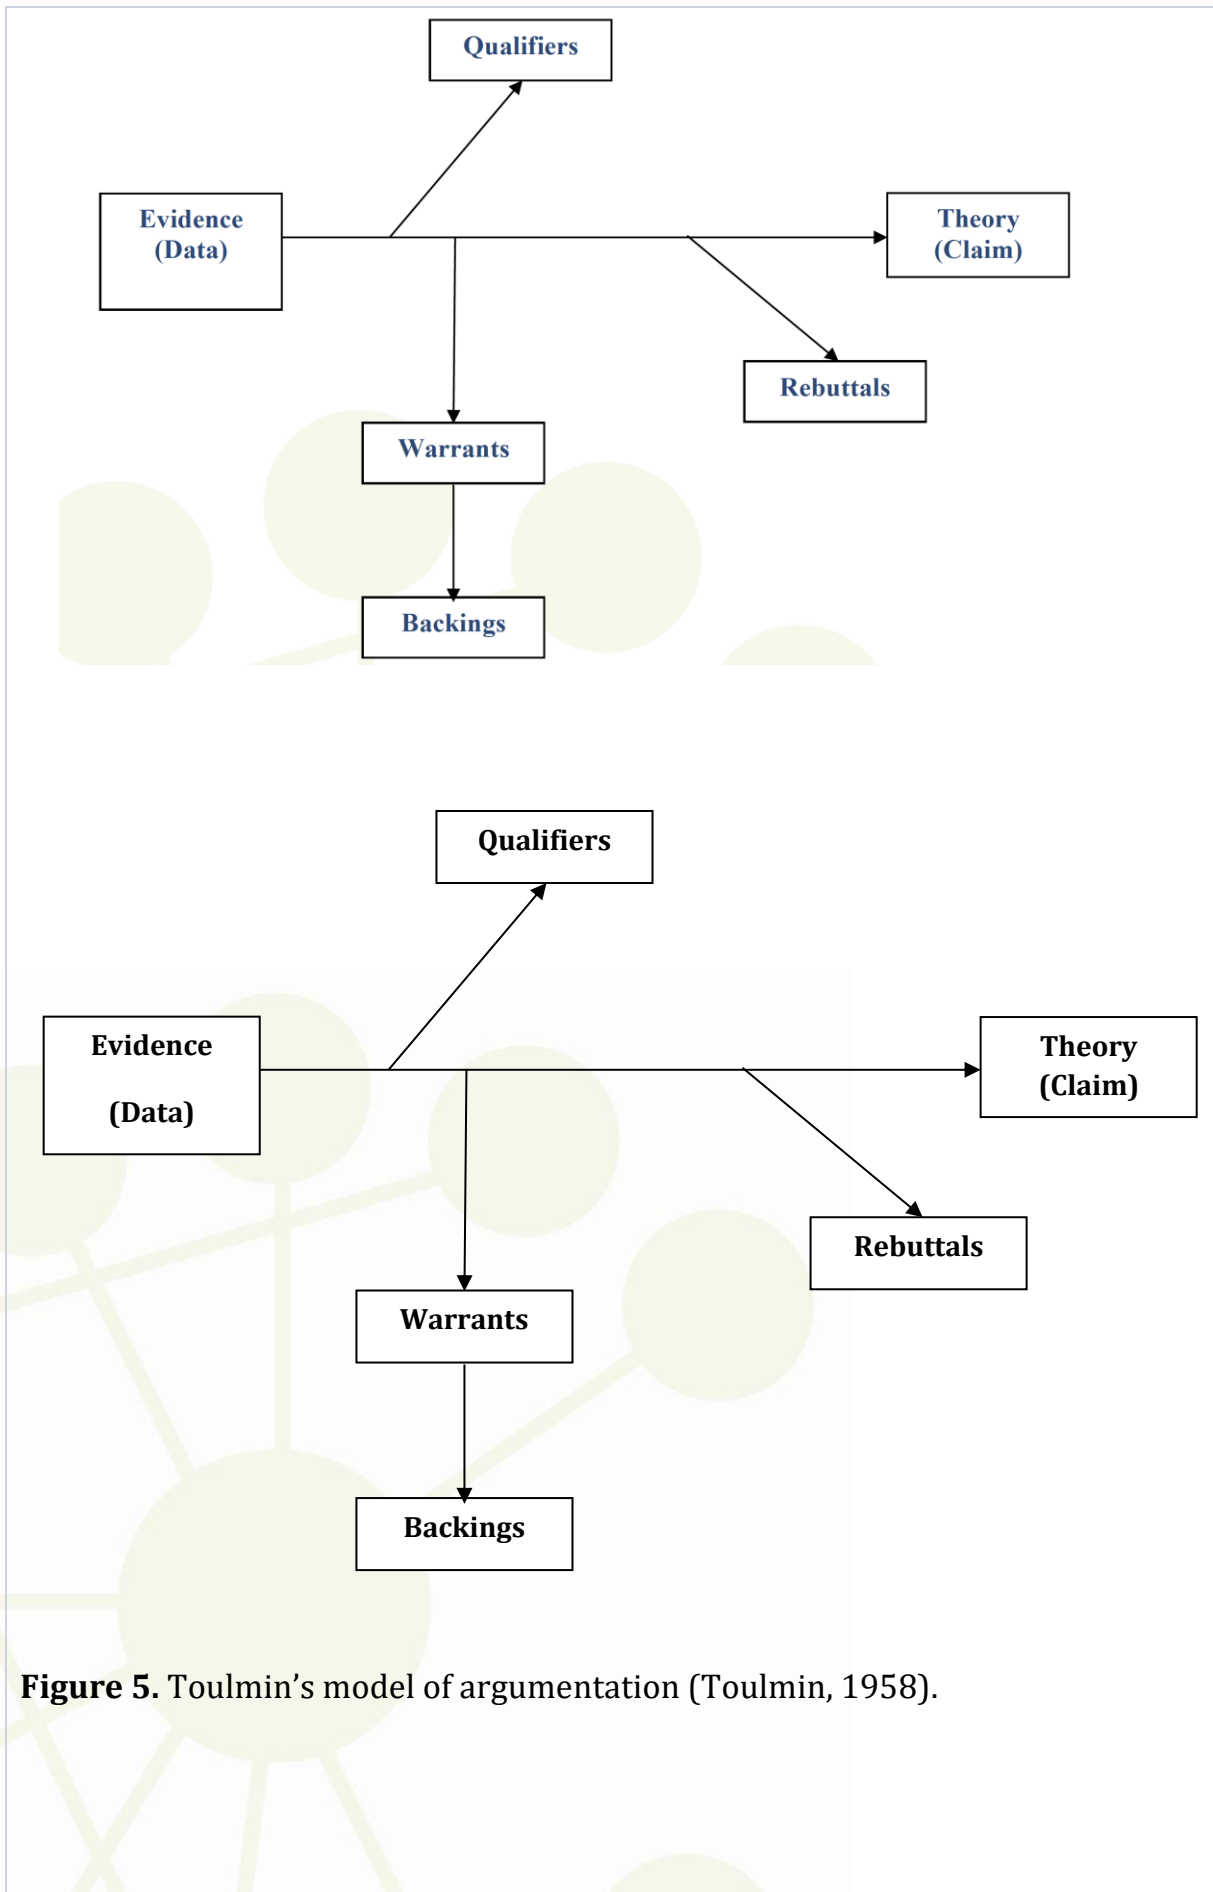 Qualifiers
Evidence
(Data)
Theory
(Claim)
Rebuttals
Warrants
Backings
Qualifiers
Evidence
(Data)
Theory
(Claim)
Rebuttals
Warrants
Backings
Figure 5. Toulmin’s model of argumentation (Toulmin, 1958).